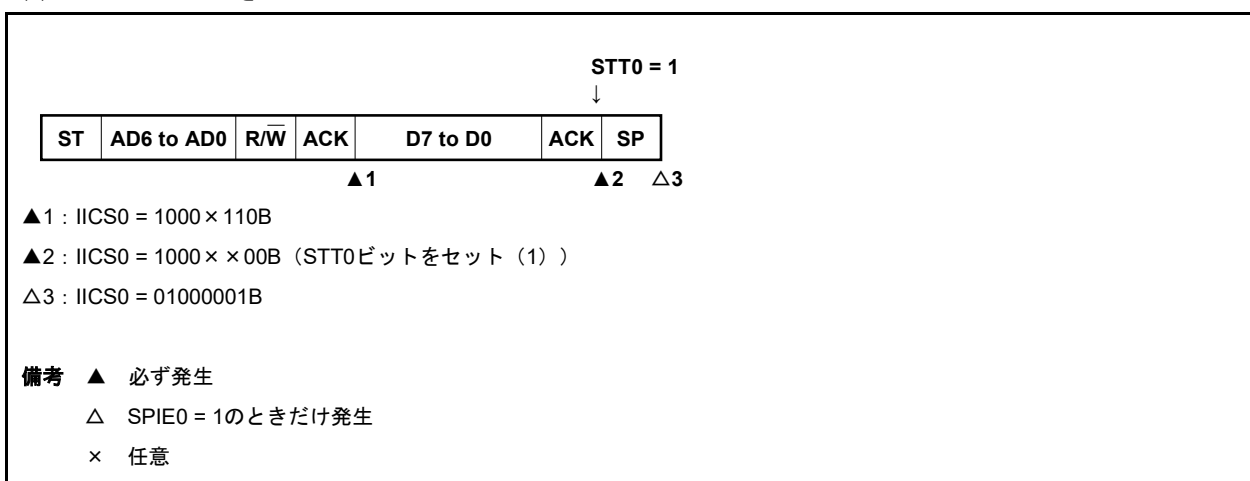 STT0 = 1
↓
ST AD6 to AD0 R/W̅ ACK D7 to D0 ACK SP
▲1 ▲2 △3
▲1：IICS0 = 1000×110B
▲2：IICS0 = 1000××00B（STT0ビットをセット（1））
△3：IICS0 = 01000001B
備考 ▲ 必ず発生
△ SPIE0 = 1のときだけ発生
× 任意